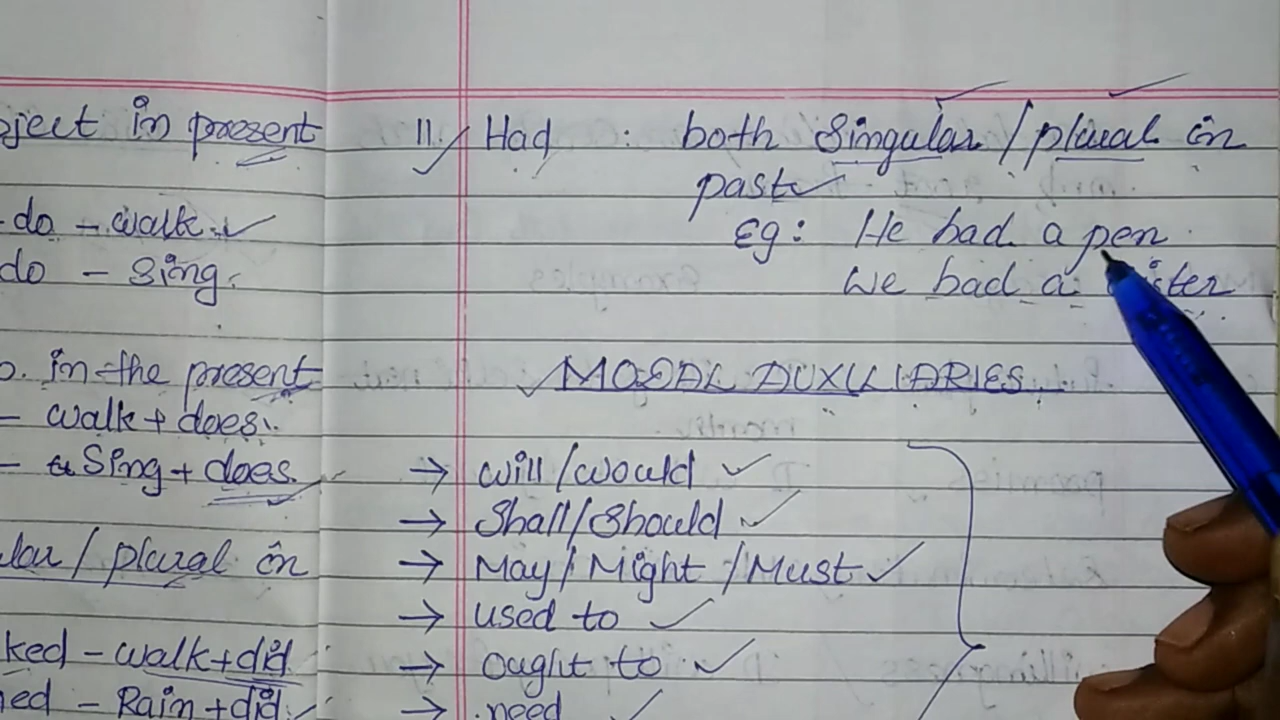 ject in present
do - walk
do - Sing.
o. in the present
- walk + does.
- Sing + does.
lar / plural in
ked - walk + did
ned - Rain + did
11. Had : both Singular / plural in
past
Eg: He had a pen.
We had a
MODAL AUXILIARIES
→ will/would
→ Shall/Should
→ May/Might/Must
→ used to
→ ought to
→ need